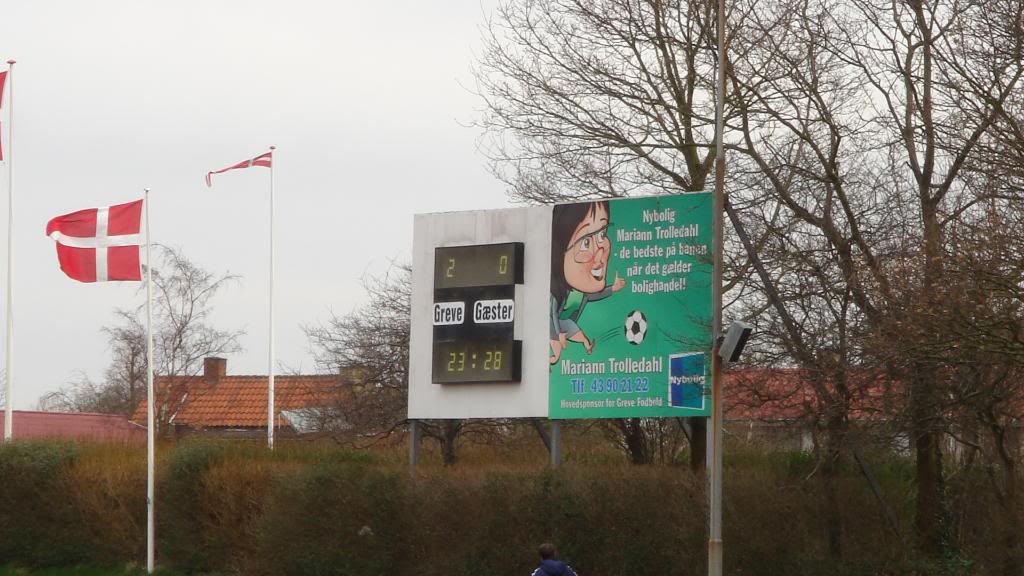 2 0
Greve Gæster
23:28
Nybolig
Mariann Trolledahl
- de bedste på banen
når det gælder
bolighandel!
Mariann Trolledahl
Tlf. 43 90 21 22
Hovedsponsor for Greve Fodbold
Nybolig